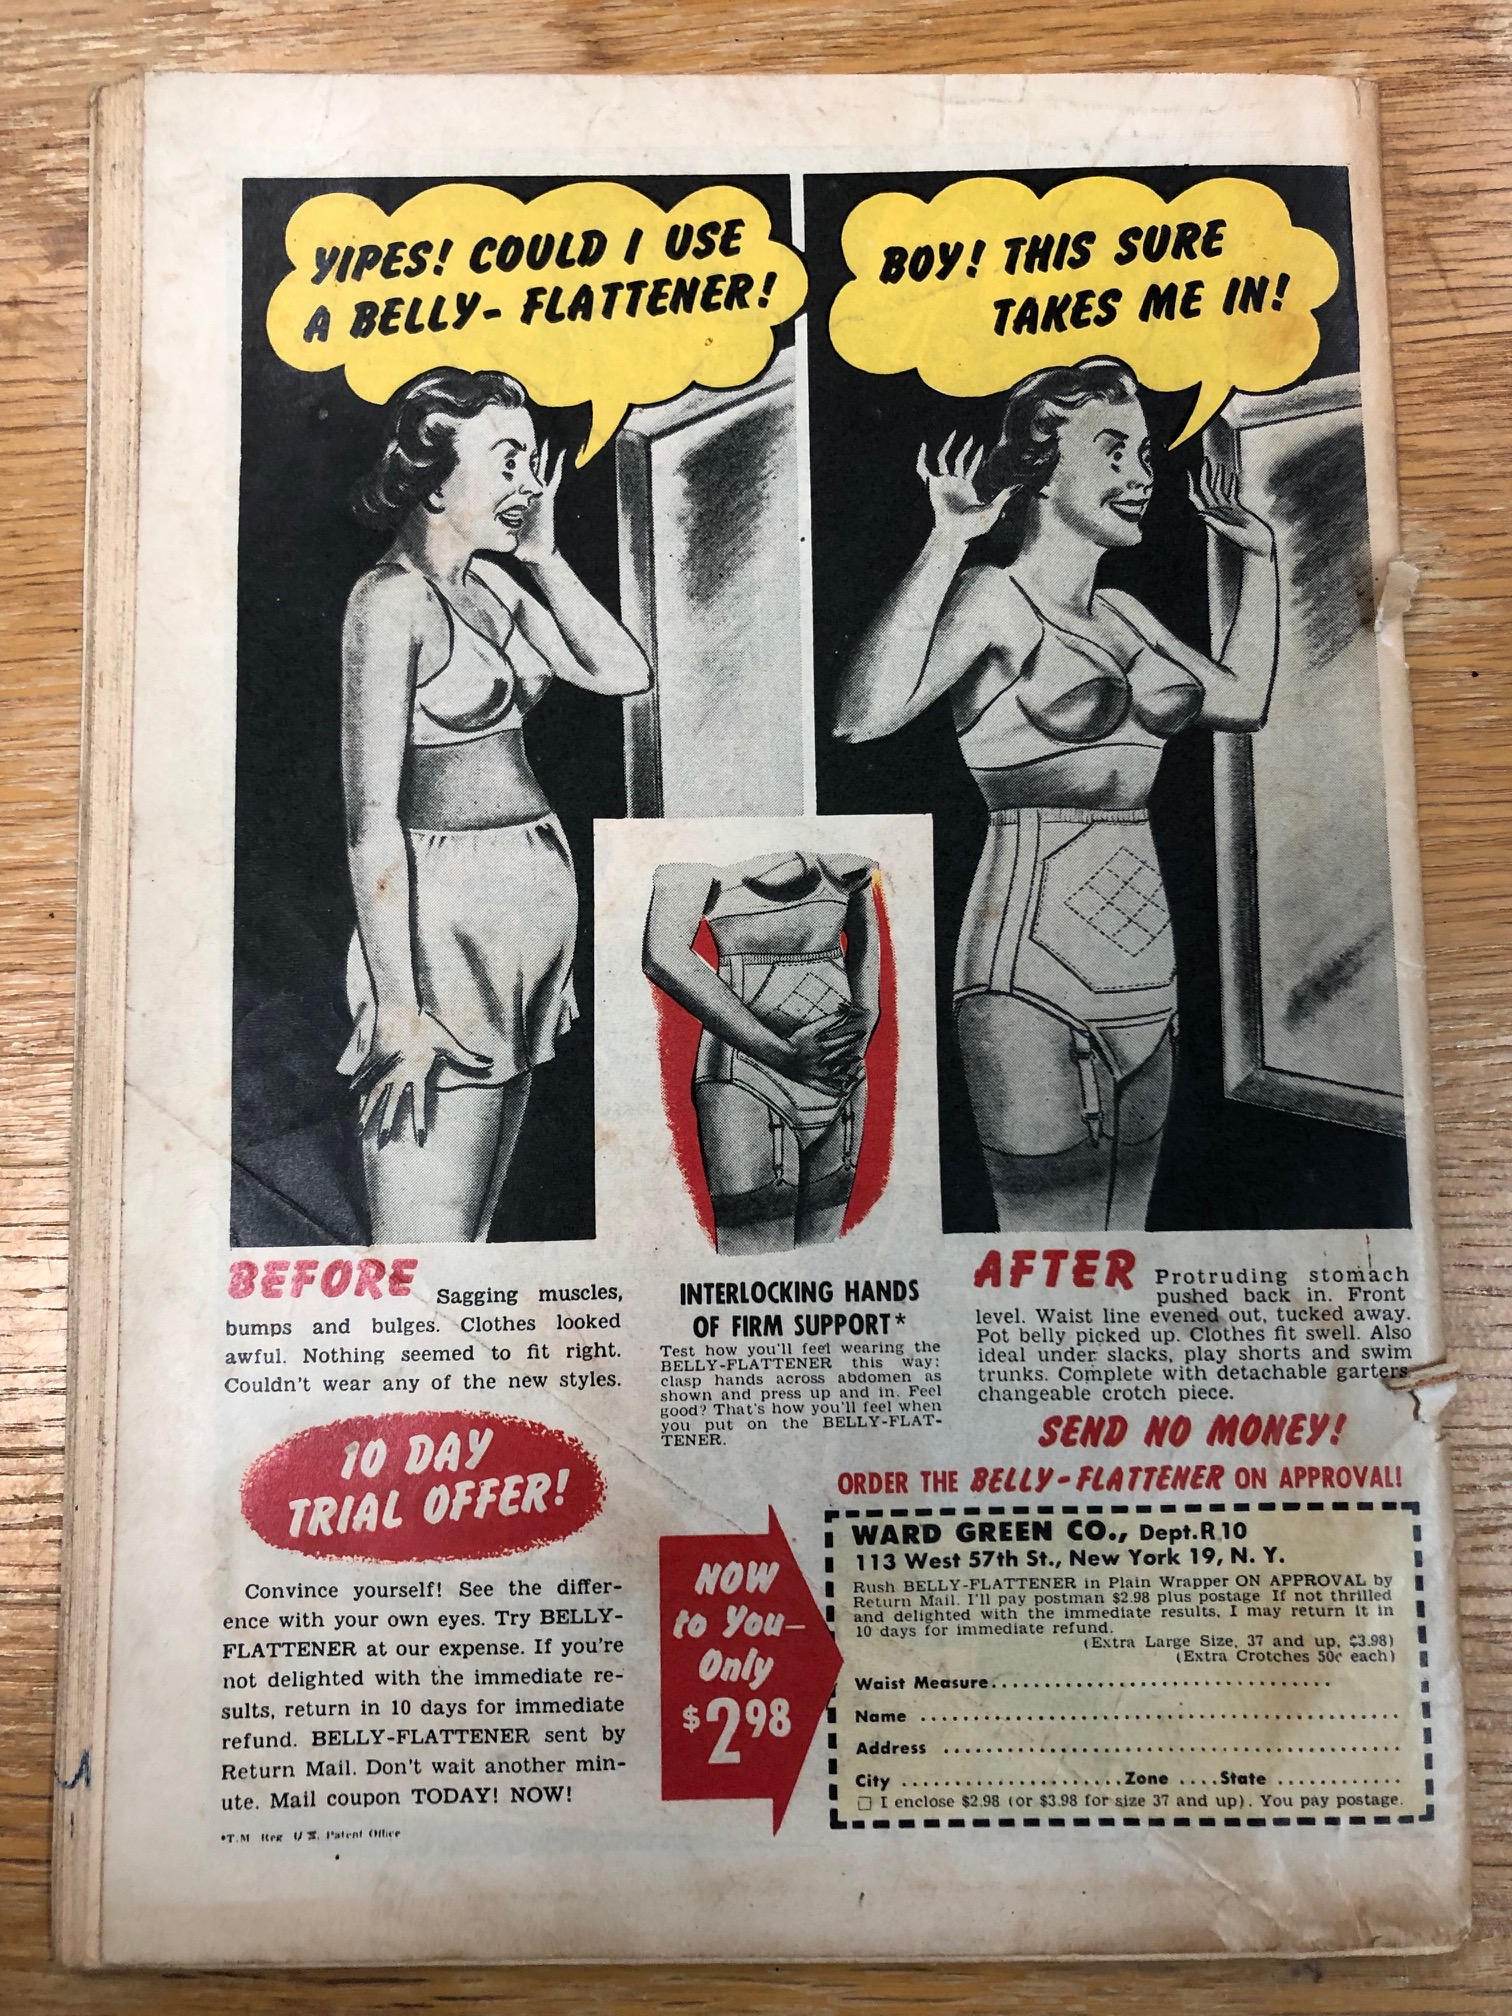 YIPES! COULD I USE
A BELLY-FLATTENER!
BOY! THIS SURE
TAKES ME IN!
BEFORE Sagging muscles,
bumps and bulges. Clothes looked
awful. Nothing seemed to fit right.
Couldn't wear any of the new styles.
10 DAY
TRIAL OFFER!
Convince yourself! See the differ-
ence with your own eyes. Try BELLY-
FLATTENER at our expense. If you're
not delighted with the immediate re-
sults, return in 10 days for immediate
refund. BELLY-FLATTENER sent by
Return Mail. Don't wait another min-
ute. Mail coupon TODAY! NOW!
*T.M Reg U.S. Patent Office
INTERLOCKING HANDS
OF FIRM SUPPORT*
Test how you'll feel wearing the
BELLY-FLATTENER this way:
clasp hands across abdomen as
shown and press up and in. Feel
good? That's how you'll feel when
you put on the BELLY-FLAT-
TENER.
AFTER Protruding stomach
pushed back in. Front
level. Waist line evened out, tucked away.
Pot belly picked up. Clothes fit swell. Also
ideal under slacks, play shorts and swim
trunks. Complete with detachable garters
changeable crotch piece.
SEND NO MONEY!
ORDER THE BELLY-FLATTENER ON APPROVAL!
NOW
to You—
Only
$2.98
WARD GREEN CO., Dept.R10
113 West 57th St., New York 19, N. Y.
Rush BELLY-FLATTENER in Plain Wrapper ON APPROVAL by
Return Mail. I'll pay postman $2.98 plus postage If not thrilled
and delighted with the immediate results, I may return it in
10 days for immediate refund.
(Extra Large Size, 37 and up, $3.98)
(Extra Crotches 50c each)
Waist Measure.................................
Name ..................................................
Address ...............................................
City ......................Zone ....State .............
☐ I enclose $2.98 (or $3.98 for size 37 and up). You pay postage.